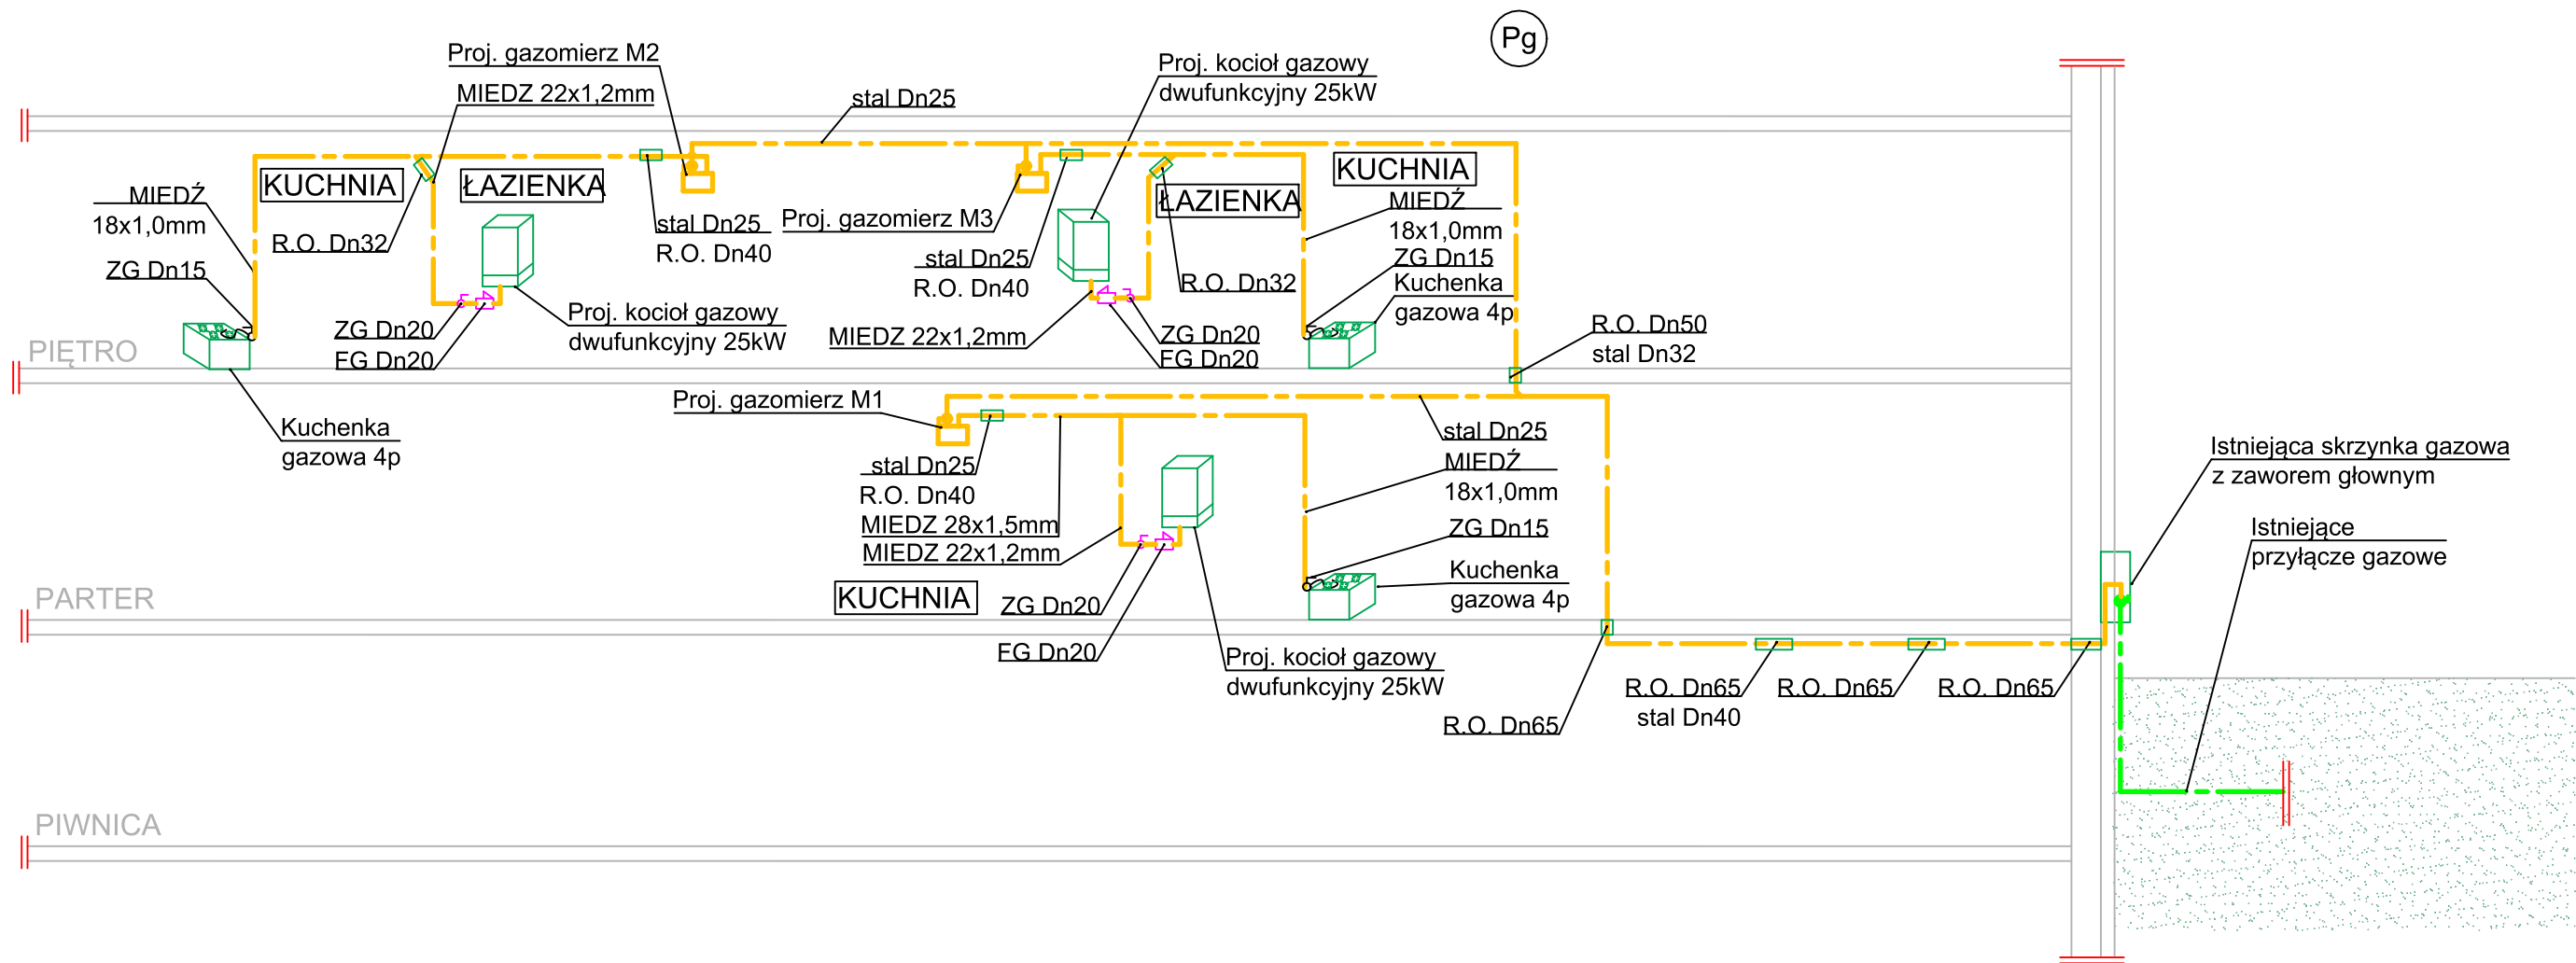 Pg
Proj. gazomierz M2
MIEDZ 22x1,2mm
stal Dn25
Proj. kocioł gazowy
dwufunkcyjny 25kW
KUCHNIA
ŁAZIENKA
MIEDŹ
18x1,0mm
R.O. Dn32
ZG Dn15
stal Dn25
R.O. Dn40
ZG Dn20
FG Dn20
Proj. kocioł gazowy
dwufunkcyjny 25kW
Proj. gazomierz M3
stal Dn25
R.O. Dn40
ŁAZIENKA
KUCHNIA
MIEDŹ
18x1,0mm
ZG Dn15
Kuchenka
gazowa 4p
R.O. Dn32
MIEDZ 22x1,2mm
ZG Dn20
FG Dn20
R.O. Dn50
stal Dn32
PIĘTRO
Kuchenka
gazowa 4p
Proj. gazomierz M1
stal Dn25
R.O. Dn40
MIEDZ 28x1,5mm
MIEDZ 22x1,2mm
stal Dn25
MIEDŹ
18x1,0mm
ZG Dn15
Kuchenka
gazowa 4p
KUCHNIA
ZG Dn20
FG Dn20
Proj. kocioł gazowy
dwufunkcyjny 25kW
Istniejąca skrzynka gazowa
z zaworem głownym
Istniejące
przyłącze gazowe
PARTER
R.O. Dn65
R.O. Dn65
stal Dn40
R.O. Dn65
R.O. Dn65
PIWNICA